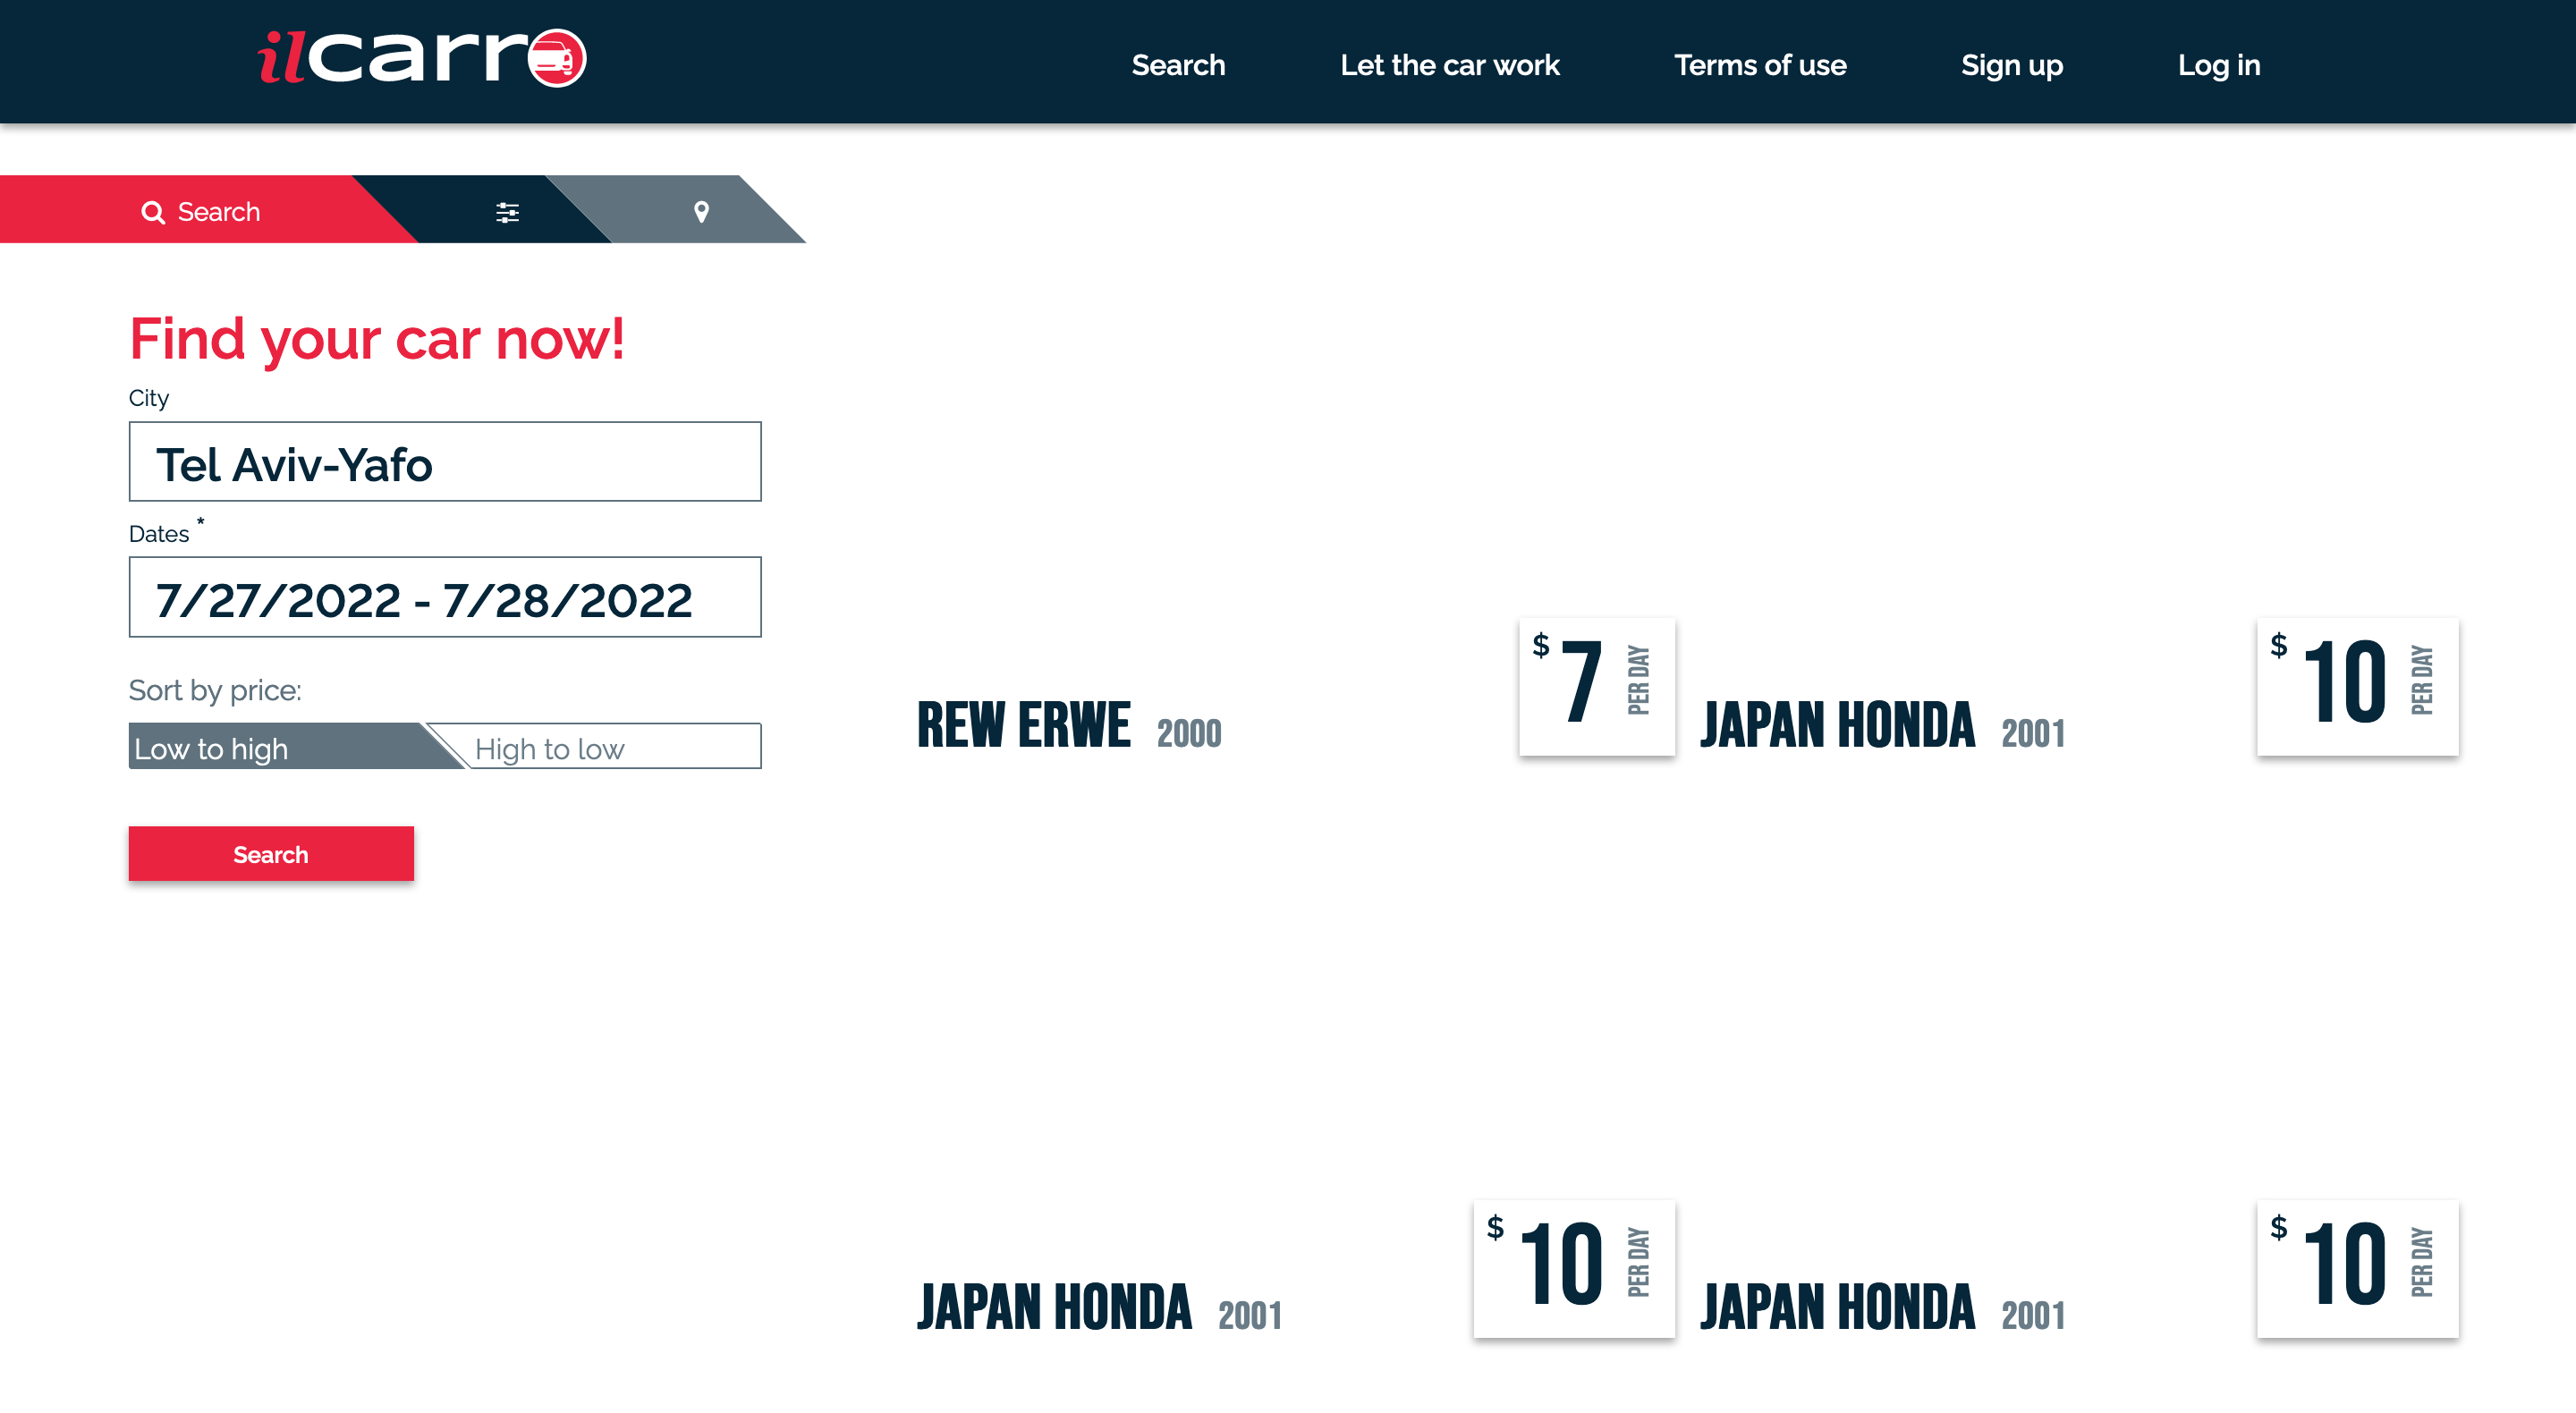 ilcarro
Search Let the car work Terms of use Sign up Log in
Search
Find your car now!
City
Tel Aviv-Yafo
Dates *
7/27/2022 - 7/28/2022
Sort by price:
Low to high High to low
Search
REW ERWE 2000
$ 7 PER DAY
JAPAN HONDA 2001
$ 10 PER DAY
JAPAN HONDA 2001
$ 10 PER DAY
JAPAN HONDA 2001
$ 10 PER DAY